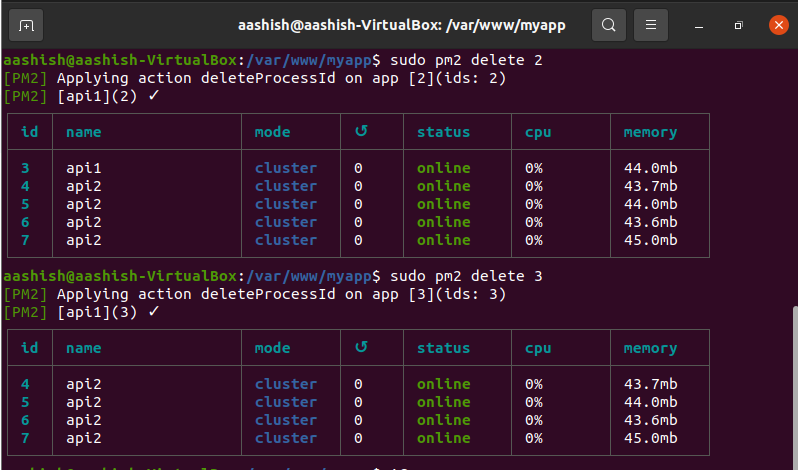 aashish@aashish-VirtualBox: /var/www/myapp
aashish@aashish-VirtualBox:/var/www/myapp$ sudo pm2 delete 2
[PM2] Applying action deleteProcessId on app [2](ids: 2)
[PM2] [api1](2) ✓
id name mode ↺ status cpu memory
3 api1 cluster 0 online 0% 44.0mb
4 api2 cluster 0 online 0% 43.7mb
5 api2 cluster 0 online 0% 44.0mb
6 api2 cluster 0 online 0% 43.6mb
7 api2 cluster 0 online 0% 45.0mb
aashish@aashish-VirtualBox:/var/www/myapp$ sudo pm2 delete 3
[PM2] Applying action deleteProcessId on app [3](ids: 3)
[PM2] [api1](3) ✓
id name mode ↺ status cpu memory
4 api2 cluster 0 online 0% 43.7mb
5 api2 cluster 0 online 0% 44.0mb
6 api2 cluster 0 online 0% 43.6mb
7 api2 cluster 0 online 0% 45.0mb